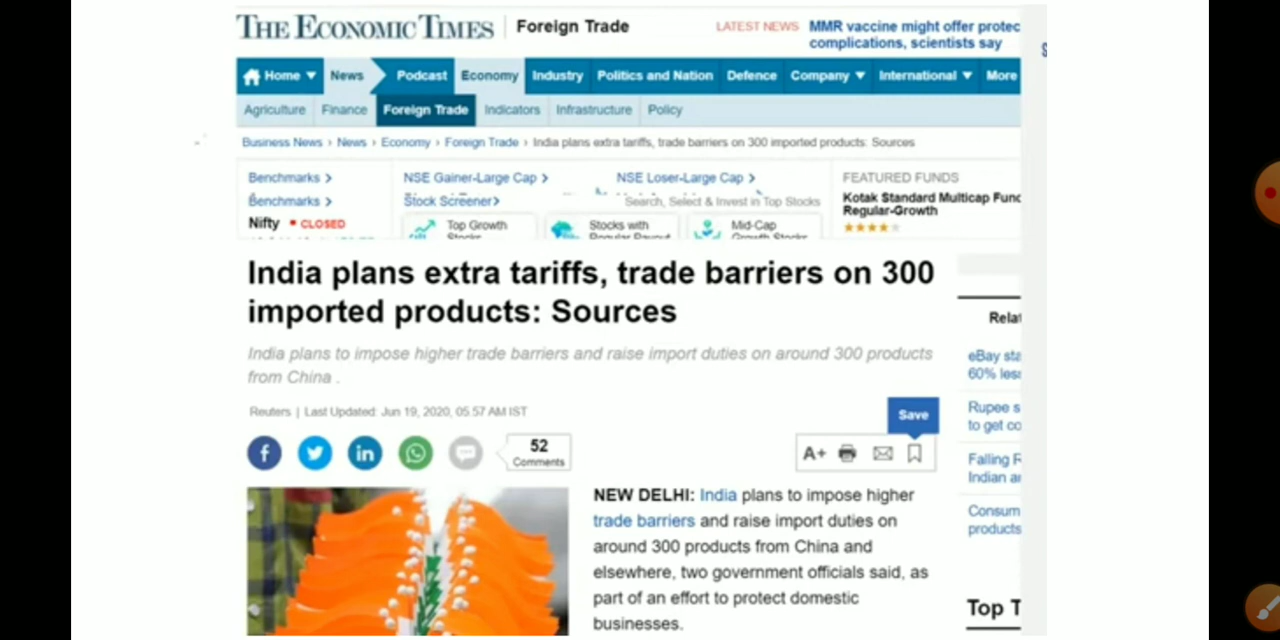 THE ECONOMIC TIMES | Foreign Trade
LATEST NEWS MMR vaccine might offer protec
complications, scientists say
Home News Podcast Economy Industry Politics and Nation Defence Company International More
Agriculture Finance Foreign Trade Indicators Infrastructure Policy
Business News › News › Economy › Foreign Trade › India plans extra tariffs, trade barriers on 300 imported products: Sources
Benchmarks > NSE Gainer-Large Cap > NSE Loser-Large Cap > FEATURED FUNDS
Benchmarks > Stock Screener > Search, Select & Invest in Top Stocks Kotak Standard Multicap Fund
Regular-Growth
Nifty • CLOSED Top Growth Stocks with Mid-Cap
Stocks Regular Payout Growth Stocks
India plans extra tariffs, trade barriers on 300
imported products: Sources
India plans to impose higher trade barriers and raise import duties on around 300 products
from China .
Reuters | Last Updated: Jun 19, 2020, 05.57 AM IST
Save
52
Comments
A+
NEW DELHI: India plans to impose higher
trade barriers and raise import duties on
around 300 products from China and
elsewhere, two government officials said, as
part of an effort to protect domestic
businesses.
Relat
eBay sta
60% less
Rupee s
to get co
Falling R
Indian ar
Consum
products
Top T